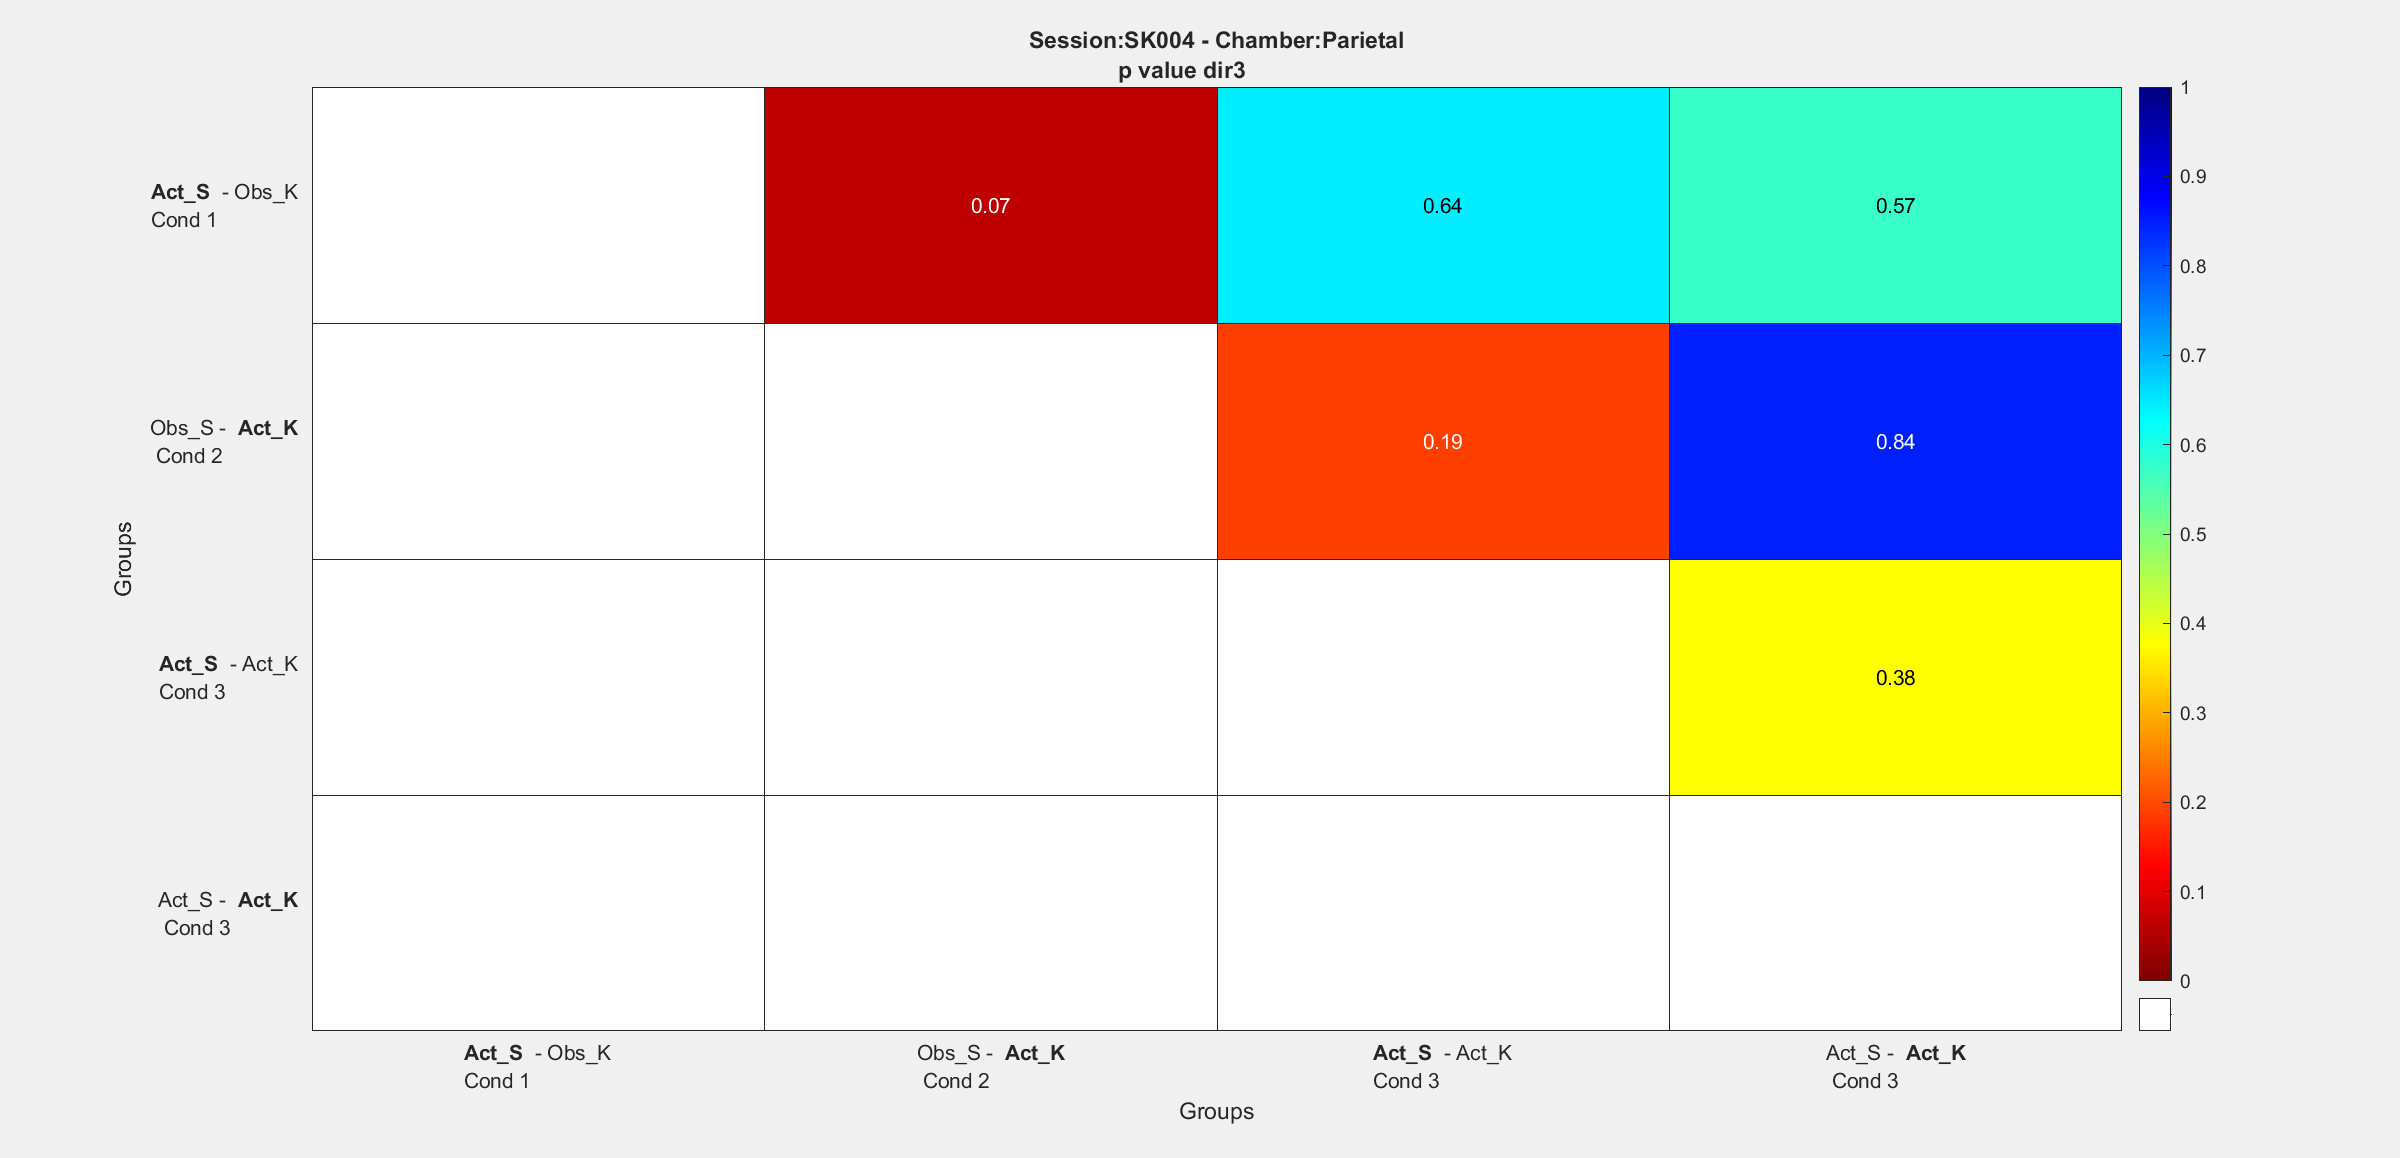 Session:SK004 - Chamber:Parietal
p value dir3
Act_S - Obs_K
Cond 1
0.07
0.64
0.57
Obs_S - Act_K
Cond 2
0.19
0.84
Act_S - Act_K
Cond 3
0.38
Act_S - Act_K
Cond 3
Groups
1
0.9
0.8
0.7
0.6
0.5
0.4
0.3
0.2
0.1
0
Act_S - Obs_K
Cond 1
Obs_S - Act_K
Cond 2
Act_S - Act_K
Cond 3
Act_S - Act_K
Cond 3
Groups